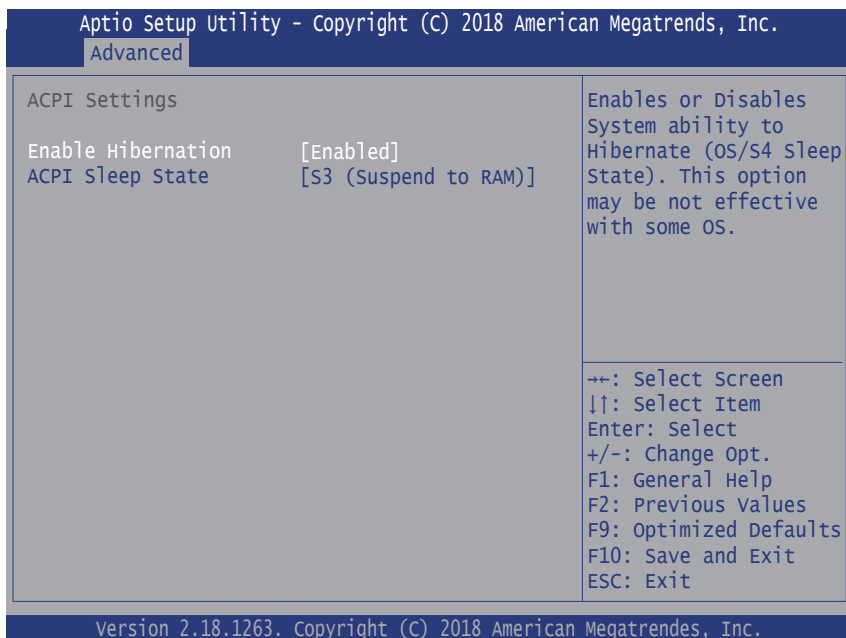 Aptio Setup Utility - Copyright (C) 2018 American Megatrends, Inc.
Advanced
ACPI Settings
Enable Hibernation [Enabled]
ACPI Sleep State [S3 (Suspend to RAM)]
Enables or Disables
System ability to
Hibernate (OS/S4 Sleep
State). This option
may be not effective
with some OS.
→←: Select Screen
↓↑: Select Item
Enter: Select
+/-: Change Opt.
F1: General Help
F2: Previous Values
F9: Optimized Defaults
F10: Save and Exit
ESC: Exit
Version 2.18.1263. Copyright (C) 2018 American Megatrendes, Inc.